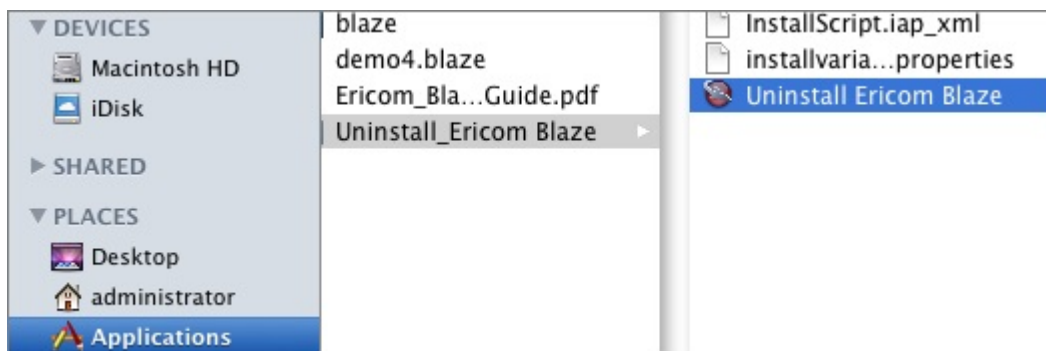 DEVICES
Macintosh HD
iDisk
SHARED
PLACES
Desktop
administrator
Applications
blaze
demo4.blaze
Ericom_Bla...Guide.pdf
Uninstall_Ericom Blaze
InstallScript.iap_xml
installvaria...properties
Uninstall Ericom Blaze